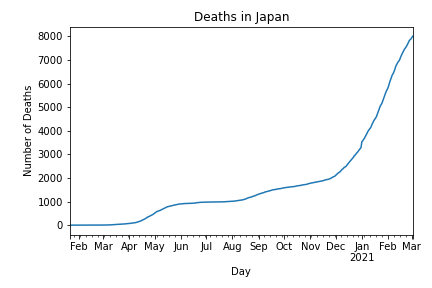 Deaths in Japan
Number of Deaths
8000
7000
6000
5000
4000
3000
2000
1000
0
Feb Mar Apr May Jun Jul Aug Sep Oct Nov Dec Jan Feb Mar
2021
Day